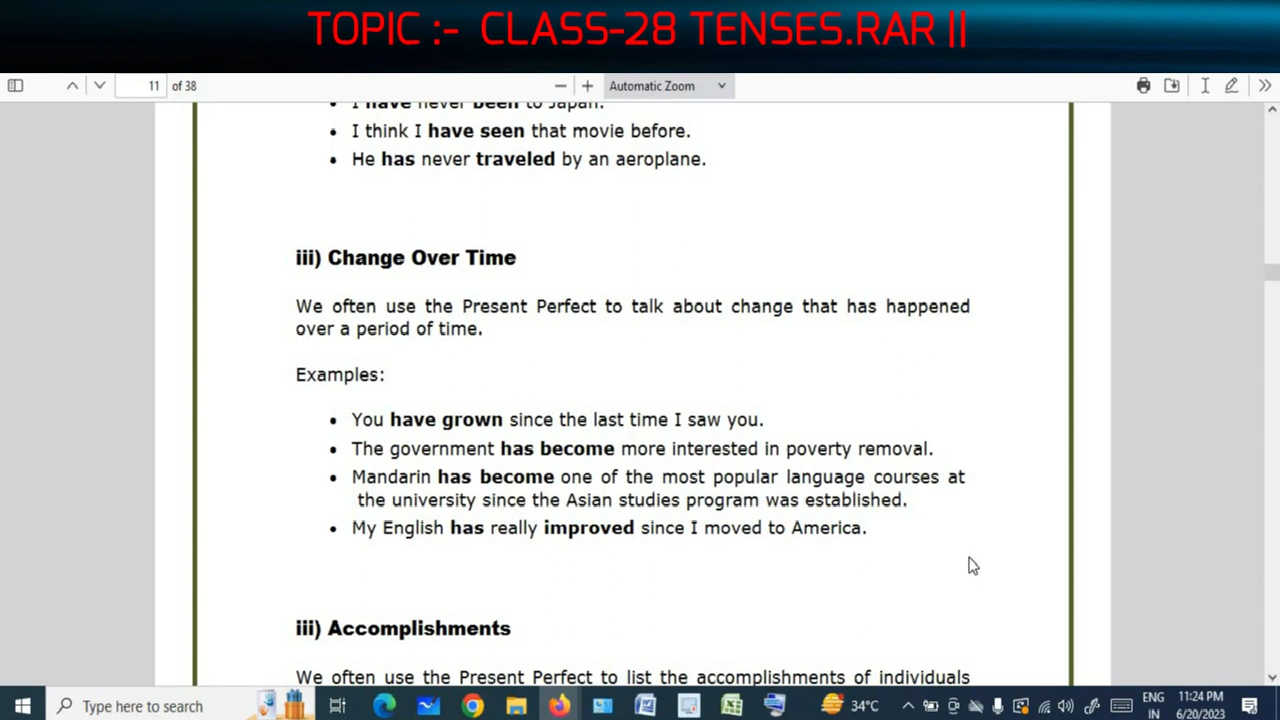 TOPIC :- CLASS-28 TENSES.RAR ||
11 of 38
Automatic Zoom
• I have never been to Japan.
• I think I have seen that movie before.
• He has never traveled by an aeroplane.
iii) Change Over Time
We often use the Present Perfect to talk about change that has happened
over a period of time.
Examples:
• You have grown since the last time I saw you.
• The government has become more interested in poverty removal.
• Mandarin has become one of the most popular language courses at
the university since the Asian studies program was established.
• My English has really improved since I moved to America.
iii) Accomplishments
We often use the Present Perfect to list the accomplishments of individuals
Type here to search
34°C
ENG
IN
11:24 PM
6/20/2023